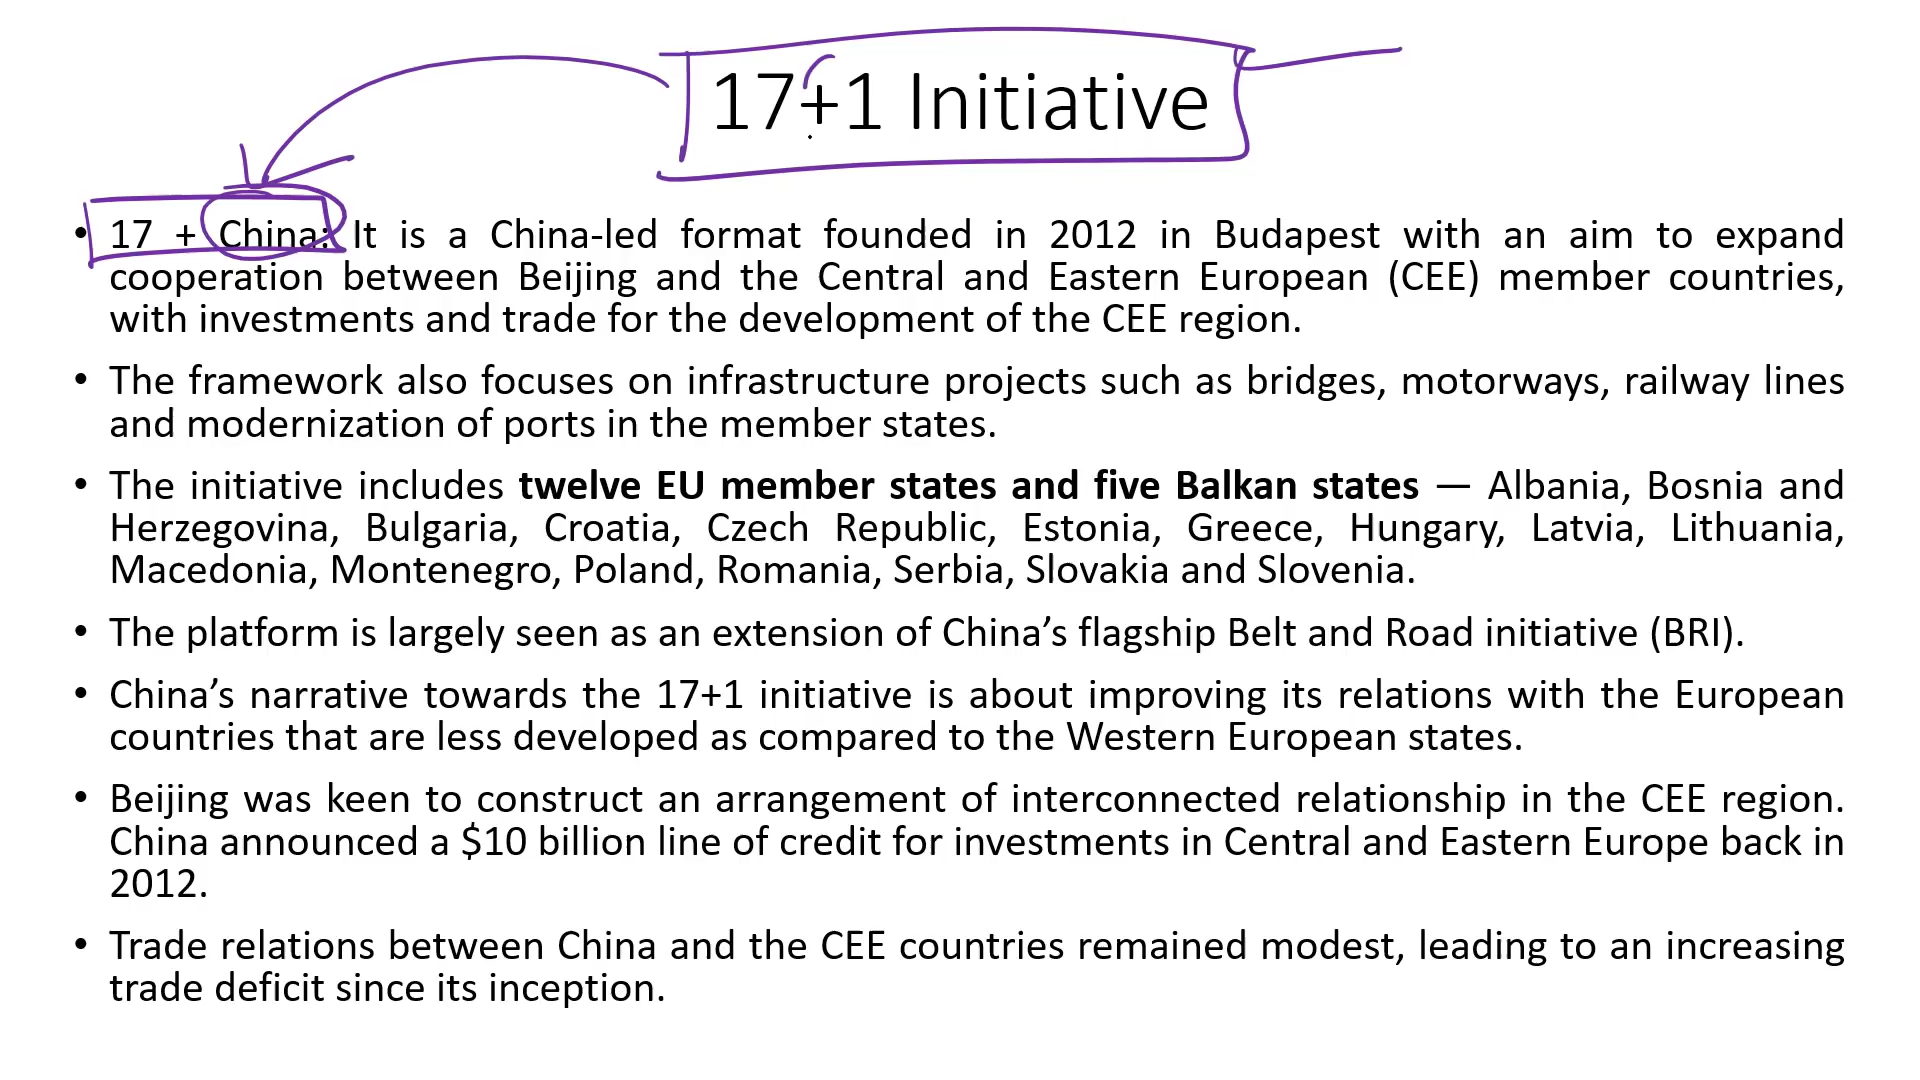 17+1 Initiative
• 17 + China: It is a China-led format founded in 2012 in Budapest with an aim to expand
cooperation between Beijing and the Central and Eastern European (CEE) member countries,
with investments and trade for the development of the CEE region.
• The framework also focuses on infrastructure projects such as bridges, motorways, railway lines
and modernization of ports in the member states.
• The initiative includes twelve EU member states and five Balkan states — Albania, Bosnia and
Herzegovina, Bulgaria, Croatia, Czech Republic, Estonia, Greece, Hungary, Latvia, Lithuania,
Macedonia, Montenegro, Poland, Romania, Serbia, Slovakia and Slovenia.
• The platform is largely seen as an extension of China’s flagship Belt and Road initiative (BRI).
• China’s narrative towards the 17+1 initiative is about improving its relations with the European
countries that are less developed as compared to the Western European states.
• Beijing was keen to construct an arrangement of interconnected relationship in the CEE region.
China announced a $10 billion line of credit for investments in Central and Eastern Europe back in
2012.
• Trade relations between China and the CEE countries remained modest, leading to an increasing
trade deficit since its inception.